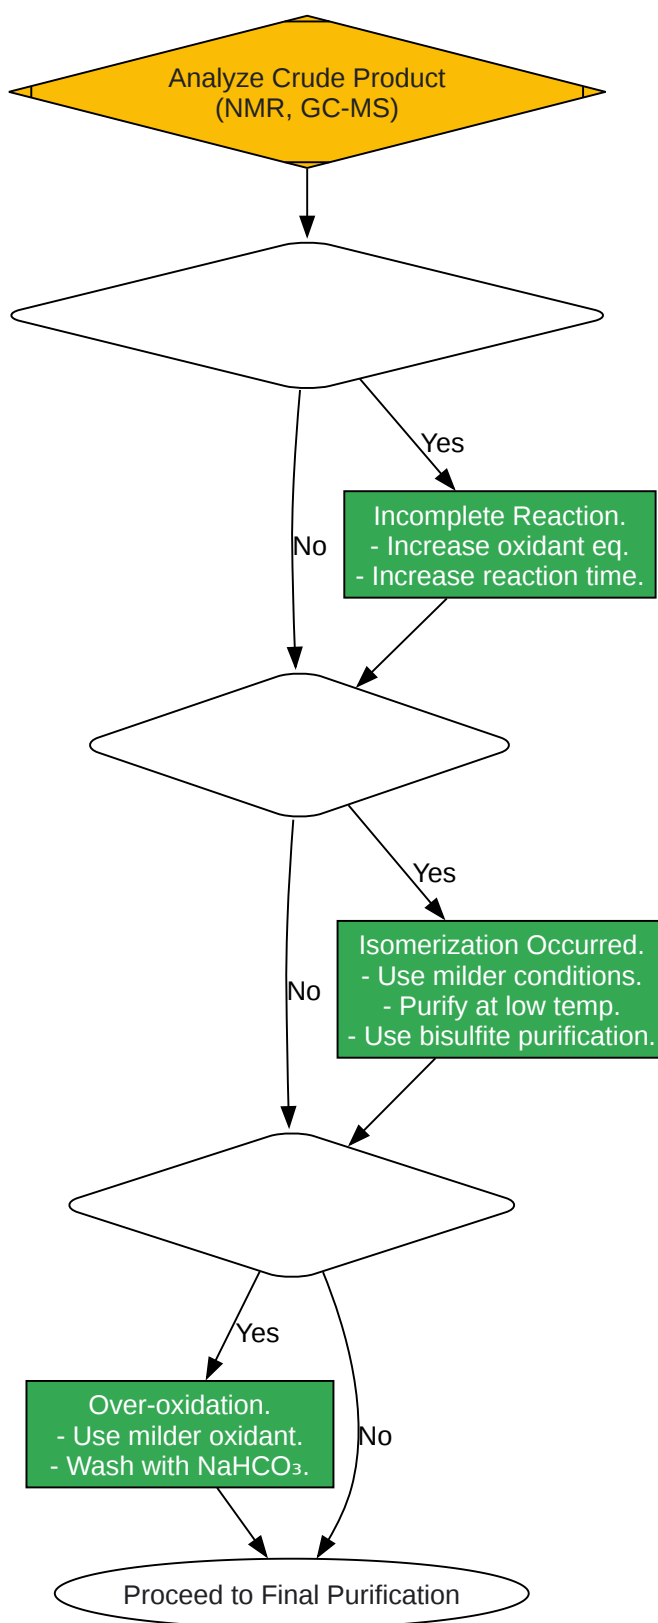 Analyze Crude Product
(NMR, GC-MS)
Yes
Incomplete Reaction.
- Increase oxidant eq.
- Increase reaction time.
No
Yes
Isomerization Occurred.
- Use milder conditions.
- Purify at low temp.
- Use bisulfite purification.
No
Yes
Over-oxidation.
- Use milder oxidant.
- Wash with NaHCO₃.
No
Proceed to Final Purification